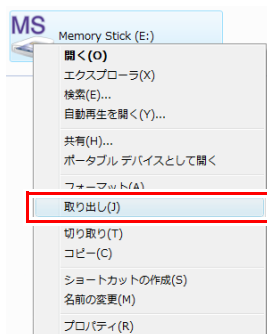 MS
Memory Stick (E:)
開く(O)
エクスプローラ(X)
検索(E)...
自動再生を開く(Y)...
共有(H)...
ポータブル デバイスとして開く
フォーマット(A)
取り出し(J)
切り取り(T)
コピー(C)
ショートカットの作成(S)
名前の変更(M)
プロパティ(R)